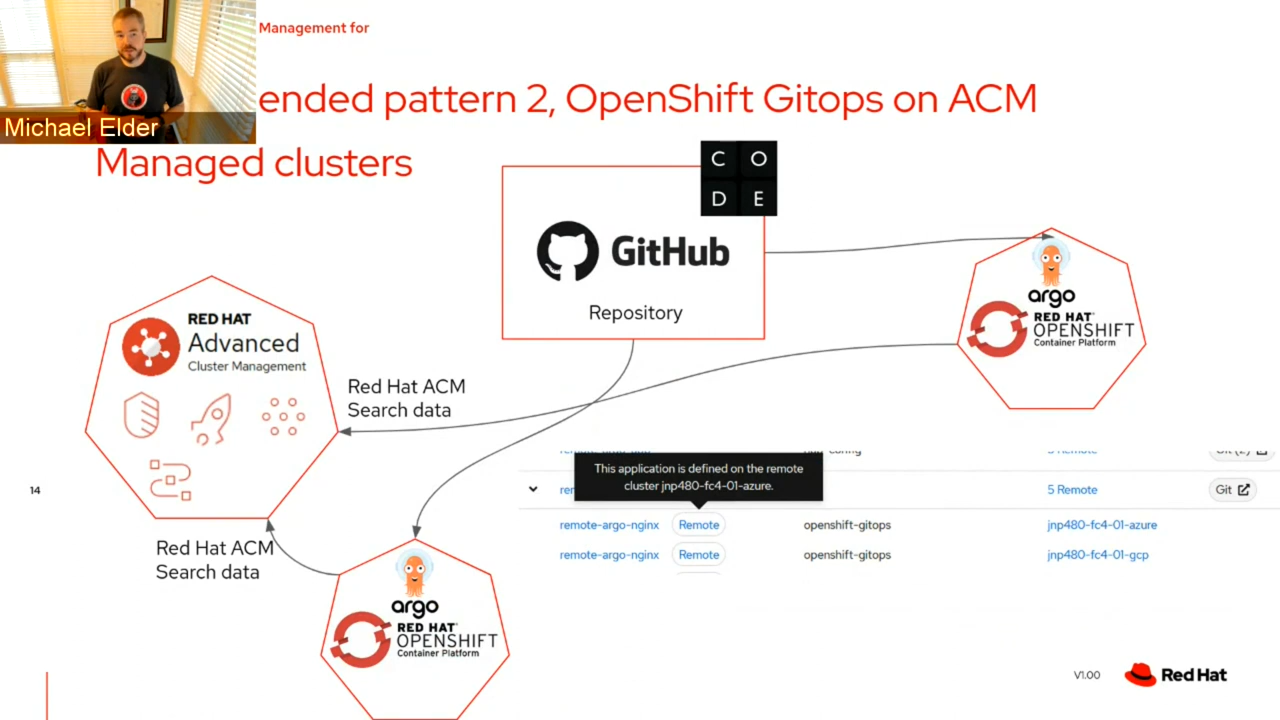 Management for
ended pattern 2, OpenShift Gitops on ACM
Michael Elder
Managed clusters
C O
D E
GitHub
Repository
argo
RED HAT
OPENSHIFT
Container Platform
RED HAT
Advanced
Cluster Management
Red Hat ACM
Search data
This application is defined on the remote
cluster jnp480-fc4-01-azure.
14
5 Remote
Git
remote-argo-nginx Remote openshift-gitops jnp480-fc4-01-azure
remote-argo-nginx Remote openshift-gitops jnp480-fc4-01-gcp
Red Hat ACM
Search data
argo
RED HAT
OPENSHIFT
Container Platform
V1.00
Red Hat